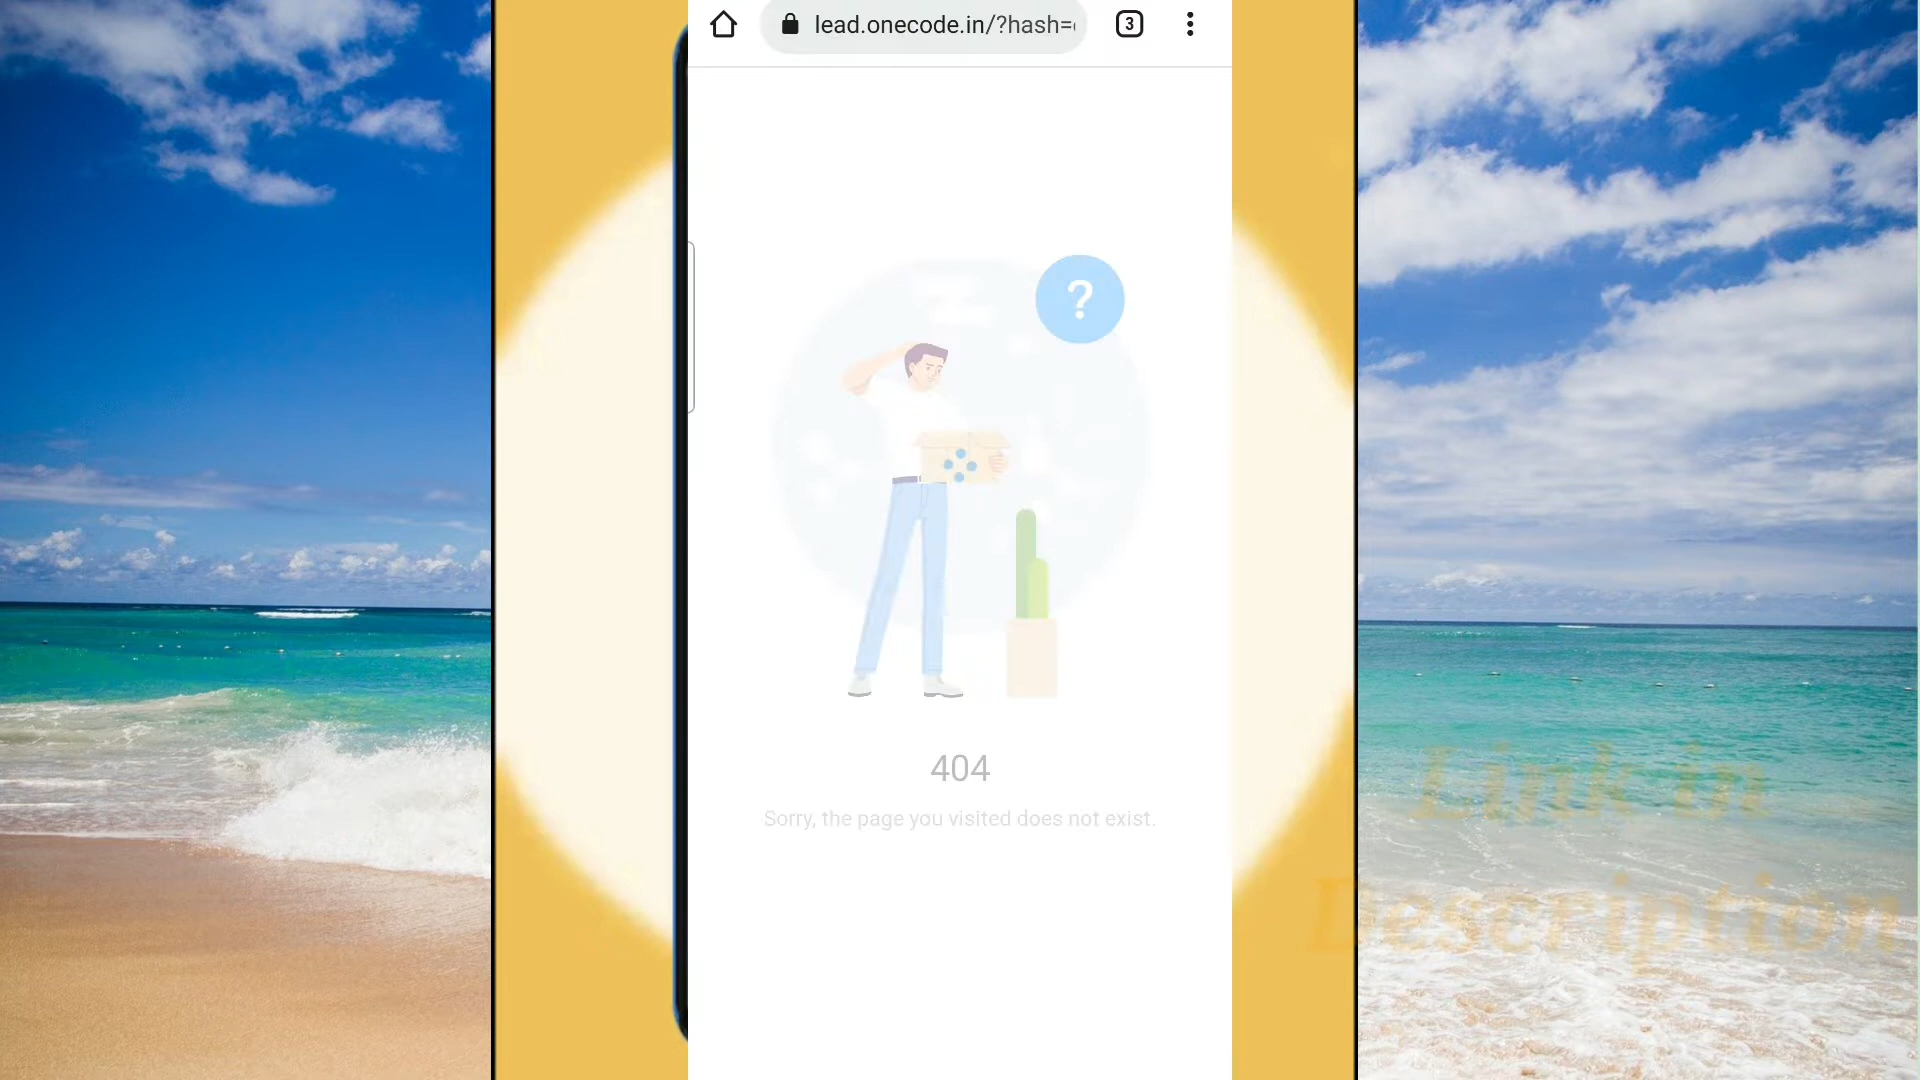 lead.onecode.in/?hash=
3
?
404
Sorry, the page you visited does not exist.
Link in
Description